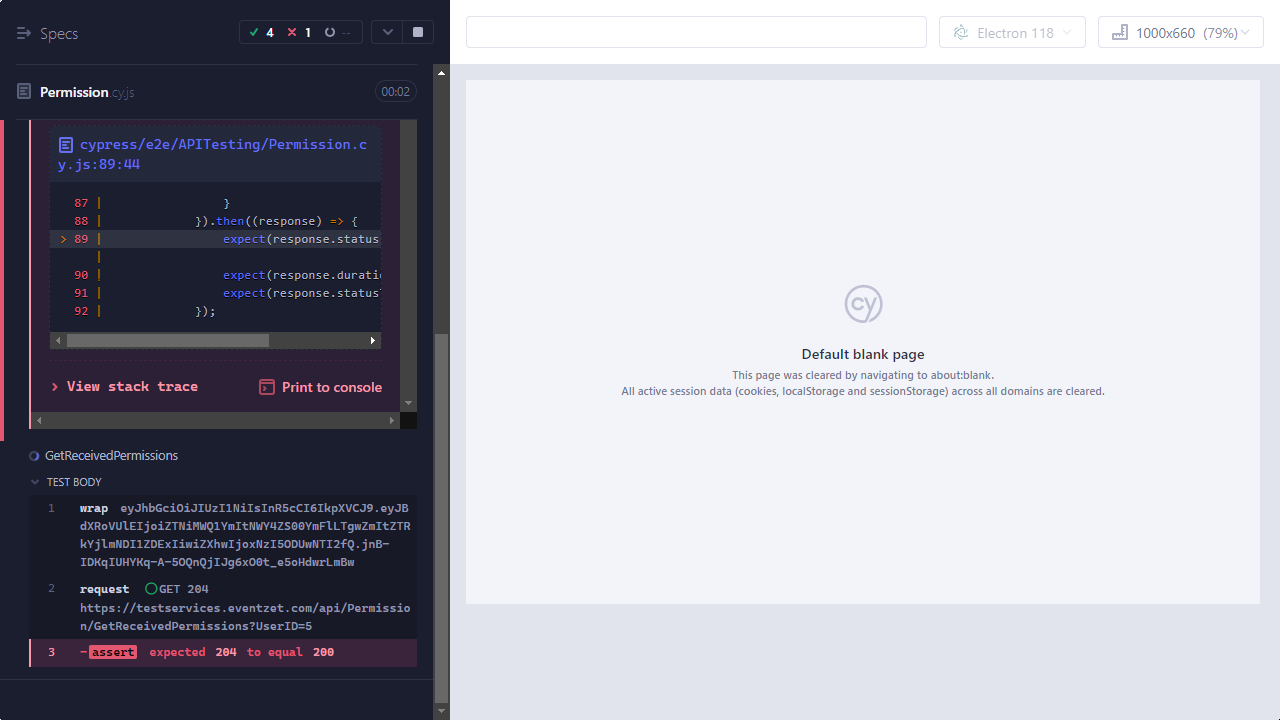 Specs
4 1 --
Electron 118
1000x660 (79%)
Permission.cy.js
00:02
cypress/e2e/APITesting/Permission.c
y.js:89:44
87 | }
88 | }).then((response) => {
> 89 | expect(response.status
|
90 | expect(response.duratio
91 | expect(response.status
92 | });
View stack trace
Print to console
GetReceivedPermissions
TEST BODY
1 wrap eyJhbGciOiJIUzI1NiIsInR5cCI6IkpXVCJ9.eyJB
dXRoVUlEIjoiZTNiMWQ1YmItNWY4ZS00YmFlLTgwZmItZTR
kYjlmNDI1ZDExIiwiZXhwIjoxNzI5ODUwNTI2fQ.jnB-
IDKqIUHYKq-A-5OQnQjIJg6xO0t_e5oHdwrLmBw
2 request GET 204
https://testservices.eventzet.com/api/Permissio
n/GetReceivedPermissions?UserID=5
3 -assert expected 204 to equal 200
cy
Default blank page
This page was cleared by navigating to about:blank.
All active session data (cookies, localStorage and sessionStorage) across all domains are cleared.